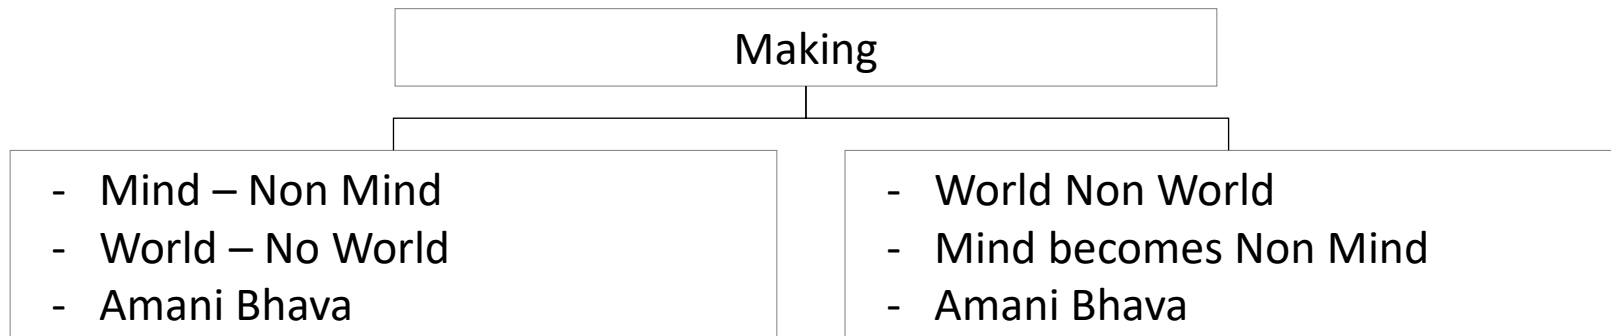 Making
- Mind – Non Mind
- World – No World
- Amani Bhava
- World Non World
- Mind becomes Non Mind
- Amani Bhava